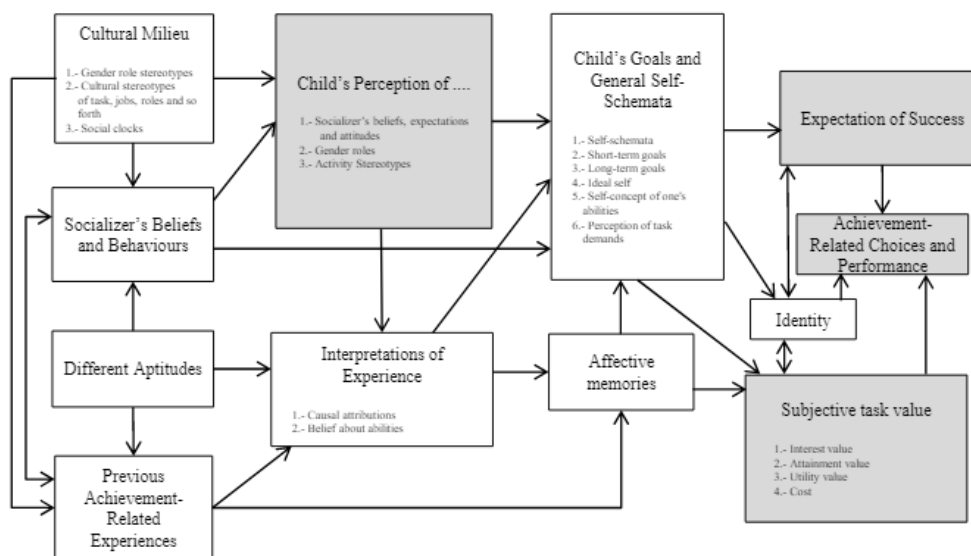 Cultural Milieu
1.- Gender role stereotypes
2.- Cultural stereotypes
of task, jobs, roles and so
forth
3.- Social clocks
Socializer's Beliefs
and Behaviours
Different Aptitudes
Previous
Achievement-
Related
Experiences
Child's Perception of ....
1.- Socializer's beliefs, expectations
and attitudes
2.- Gender roles
3.- Activity Stereotypes
Interpretations of
Experience
1.- Causal attributions
2.- Belief about abilities
Child's Goals and
General Self-
Schemata
1.- Self-schemata
2.- Short-term goals
3.- Long-term goals
4.- Ideal self
5.- Self-concept of one's
abilities
6.- Perception of task
demands
Affective
memories
Expectation of Success
Achievement-
Related Choices and
Performance
Identity
Subjective task value
1.- Interest value
2.- Attainment value
3.- Utility value
4.- Cost